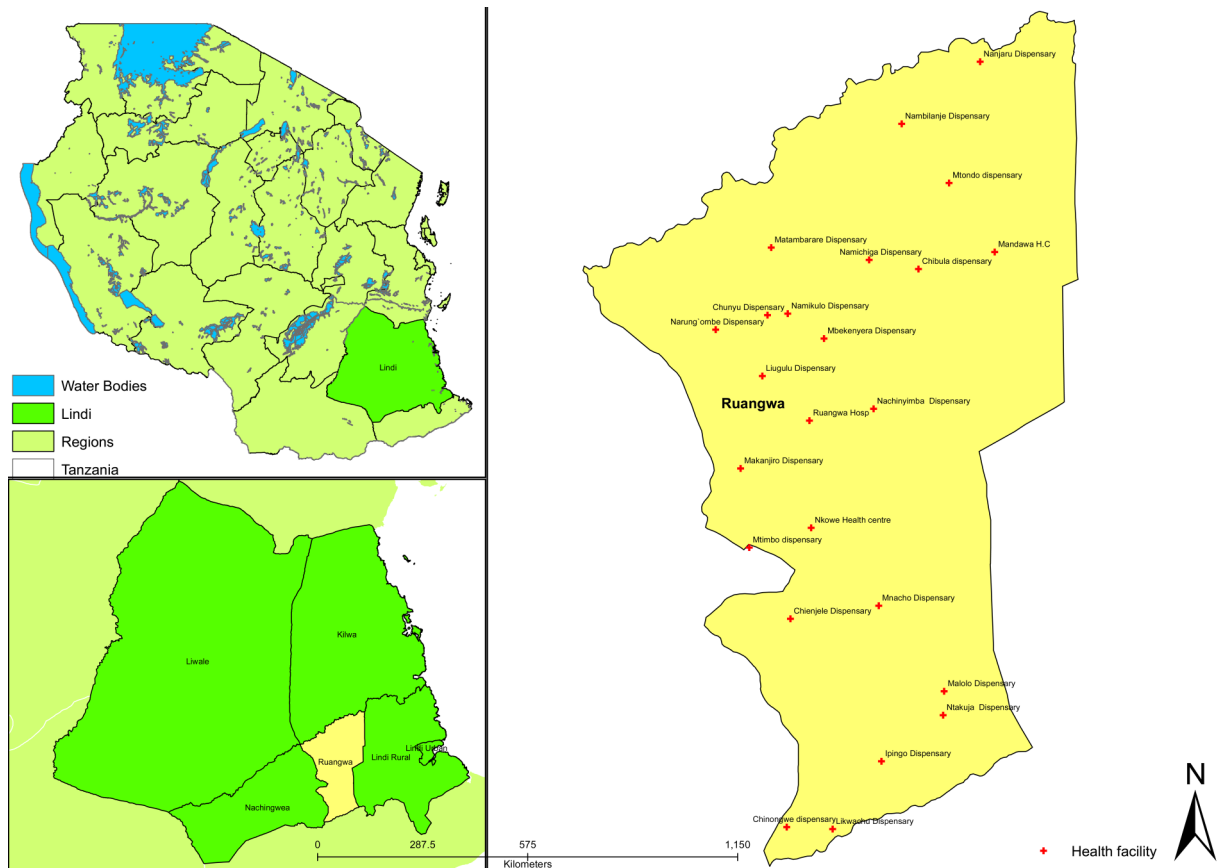 Lindi
Water Bodies
Lindi
Regions
Tanzania
Liwale
Kilwa
Ruangwa
Lindi Rural
Lindi Urban
Nachingwea
0 287.5 575 1,150
Kilometers
Nanjaru Dispensary
Nambilanje Dispensary
Mtondo dispensary
Matambarare Dispensary
Namichiga Dispensary
Mandawa H.C
Chibula dispensary
Chunyu Dispensary
Namikulo Dispensary
Narung`ombe Dispensary
Mbekenyera Dispensary
Liugulu Dispensary
Ruangwa
Nachinyimba Dispensary
Ruangwa Hosp
Makanjiro Dispensary
Nkowe Health centre
Mtimbo dispensary
Mnacho Dispensary
Chienjele Dispensary
Malolo Dispensary
Ntakuja Dispensary
Ipingo Dispensary
Chinongwe dispensary
Likwachu Dispensary
N
Health facility